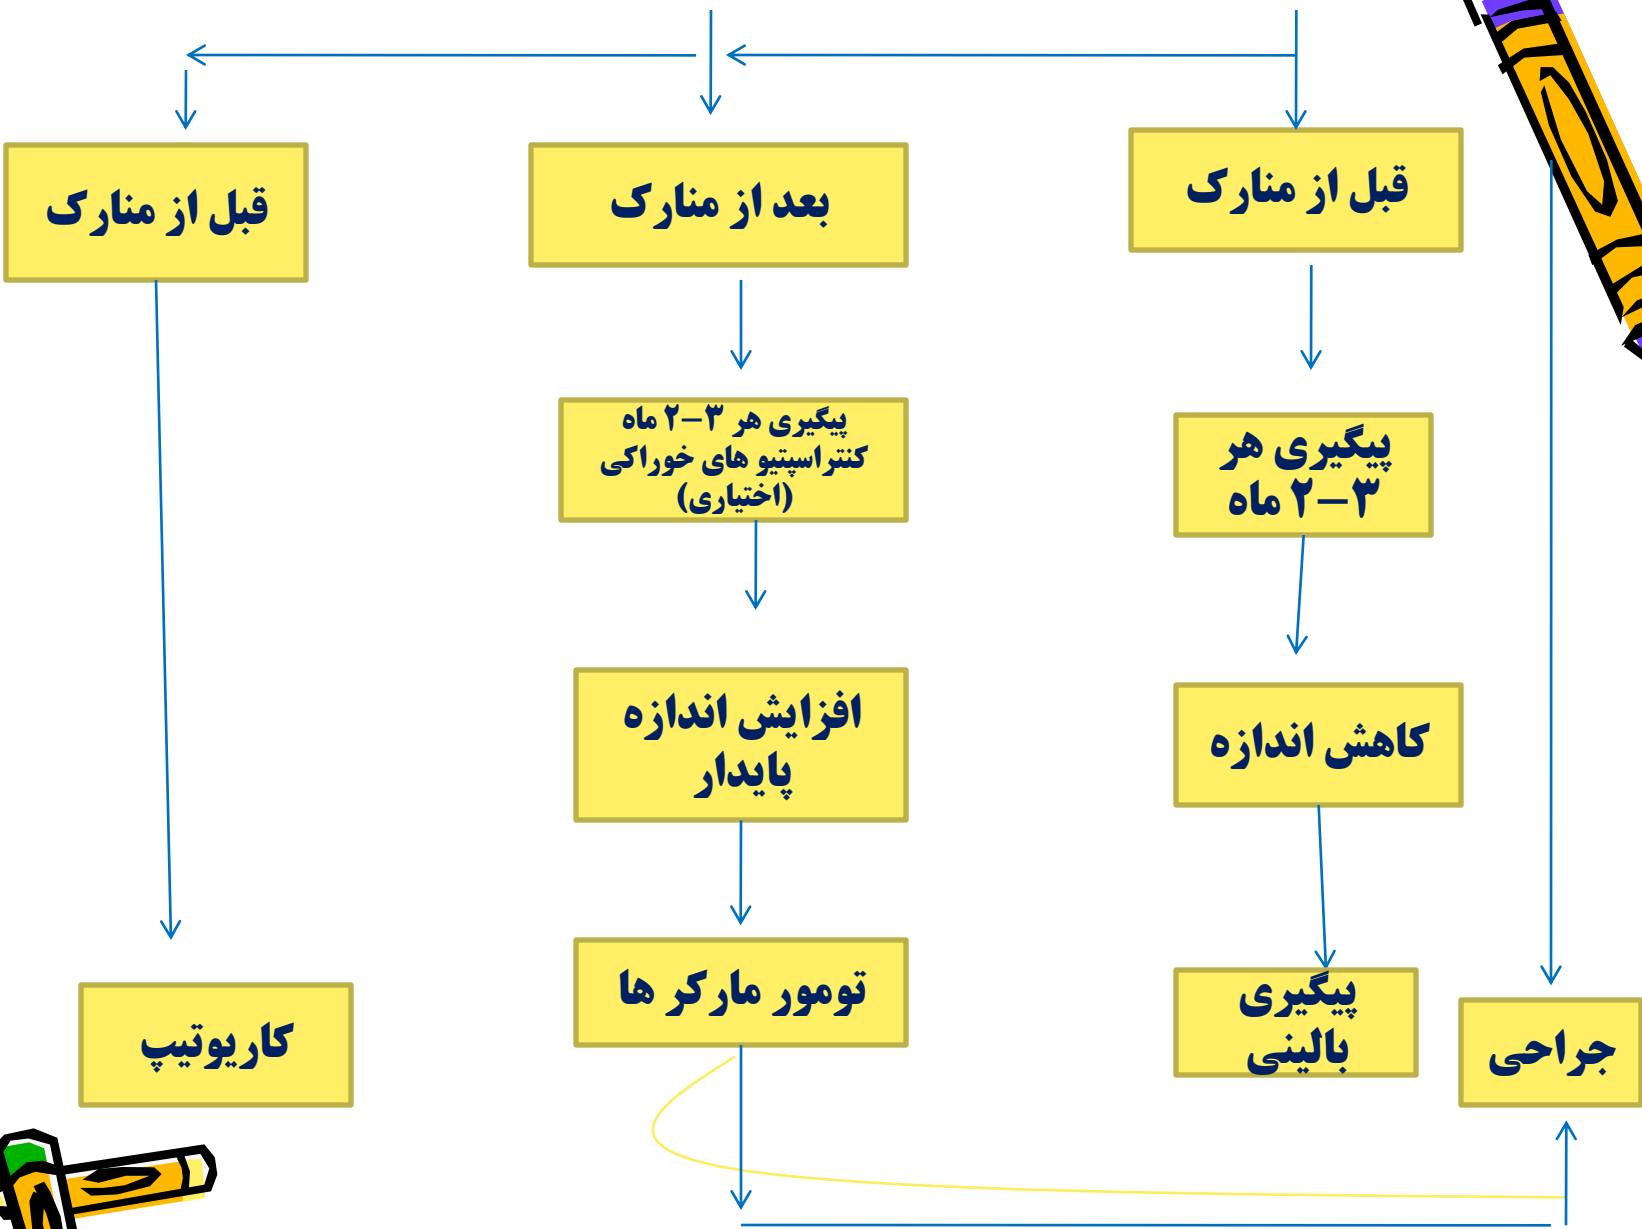 قبل از منارک
بعد از منارک
قبل از منارک
پیگیری هر
۲-۳ ماه
پیگیری هر ۳-۲ ماه
کنتراسپتیو های خوراکی
(اختیاری)
کاهش اندازه
افزایش اندازه
پایدار
پیگیری
بالینی
جراحی
تومور مارکر ها
کاریوتیپ